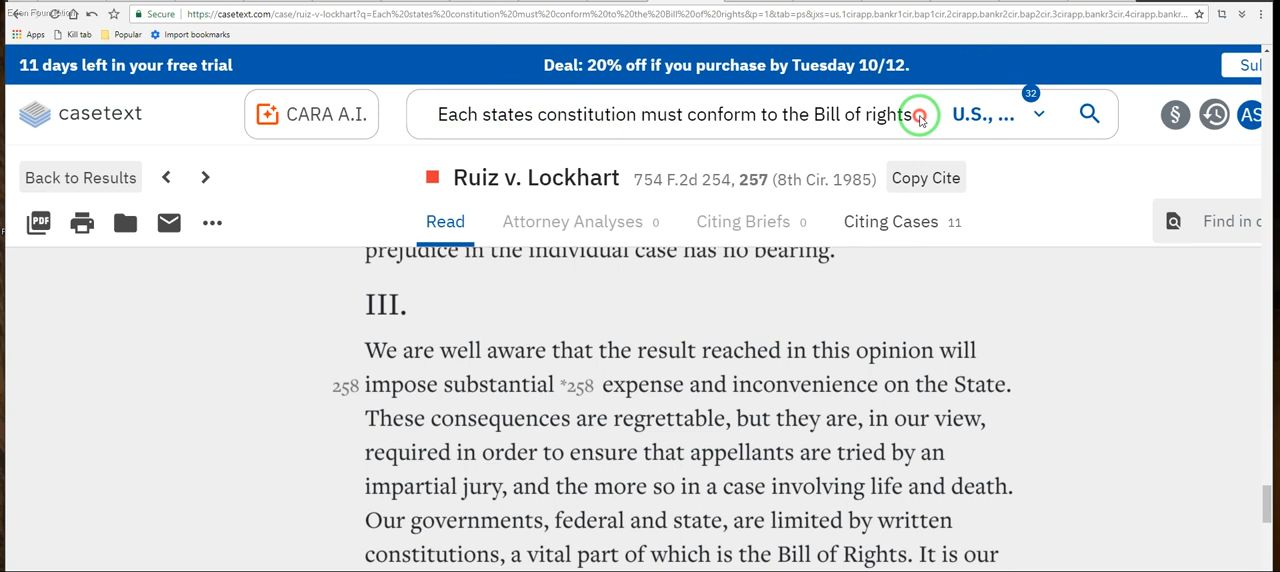 Secure https://casetext.com/case/ruiz-v-lockhart?q=Each%20states%20constitution%20must%20conform%20to%20the%20Bill%20of%20rights&p=1&tab=ps&jxs=us,1cirapp,bankr1cir,bap1cir,2cirapp,bankr2cir,bap2cir,3cirapp,bankr3cir,4cirapp,bankr...
Apps Kill tab Popular Import bookmarks
11 days left in your free trial Deal: 20% off if you purchase by Tuesday 10/12. Sul
casetext CARA A.I. Each states constitution must conform to the Bill of rights U.S., ... 32 § AS
Back to Results Ruiz v. Lockhart 754 F.2d 254, 257 (8th Cir. 1985) Copy Cite
PDF Read Attorney Analyses 0 Citing Briefs 0 Citing Cases 11 Find in c
prejudice in the individual case has no bearing.
III.
We are well aware that the result reached in this opinion will
258 impose substantial *258 expense and inconvenience on the State.
These consequences are regrettable, but they are, in our view,
required in order to ensure that appellants are tried by an
impartial jury, and the more so in a case involving life and death.
Our governments, federal and state, are limited by written
constitutions, a vital part of which is the Bill of Rights. It is our